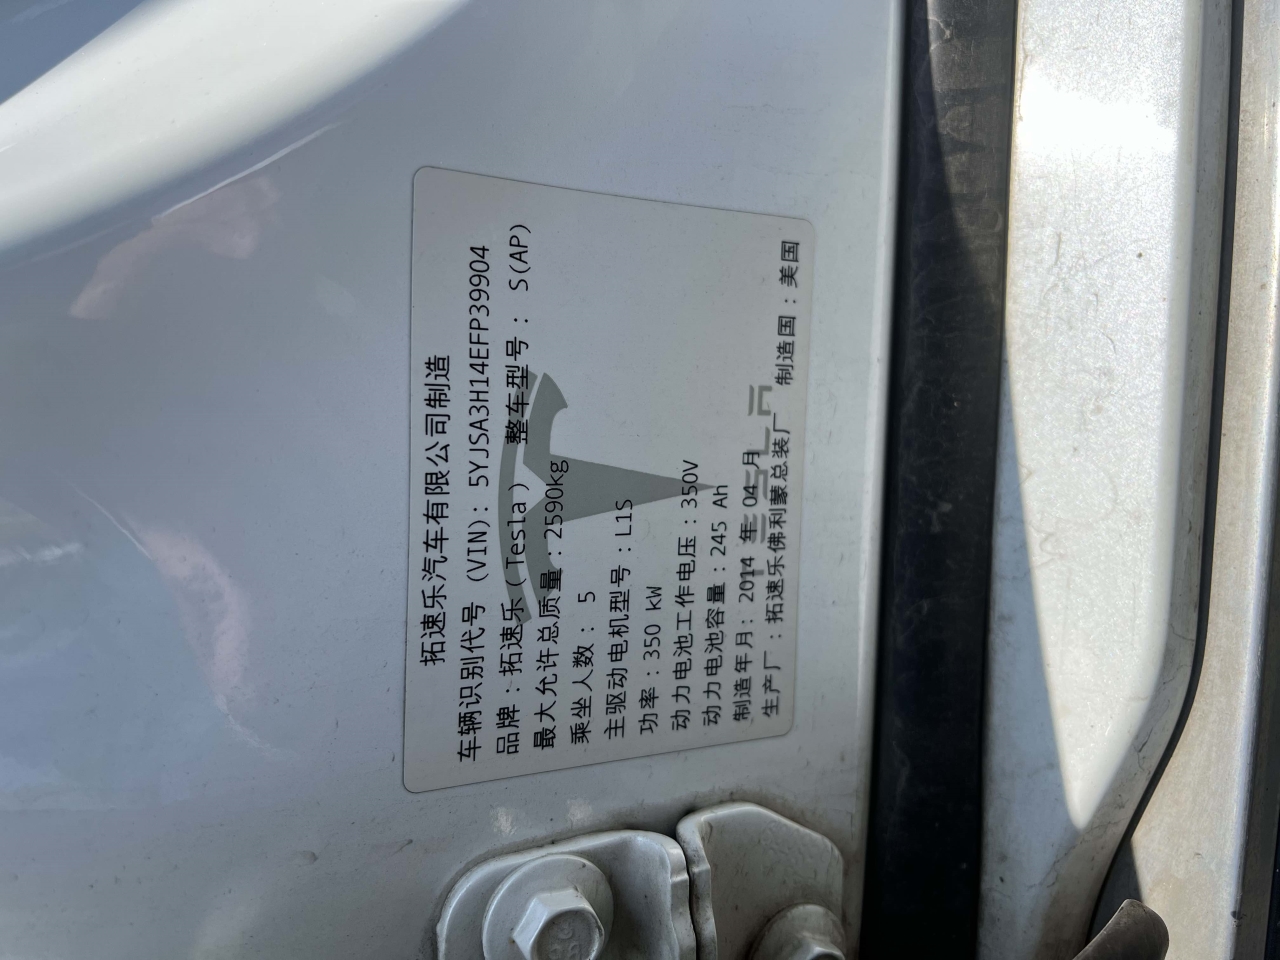 拓速乐汽车有限公司制造
车辆识别代号 (VIN): 5YJSA3H14EFP39904
品牌：拓速乐（Tesla） 整车型号： S(AP)
最大允许总质量：2590kg
乘坐人数： 5
主驱动电机型号：L1S
功率：350 kW
动力电池工作电压：350V
动力电池容量：245 Ah
制造年月：2014 年 04 月
生产厂：拓速乐佛利蒙总装厂 制造国：美国
TESLA